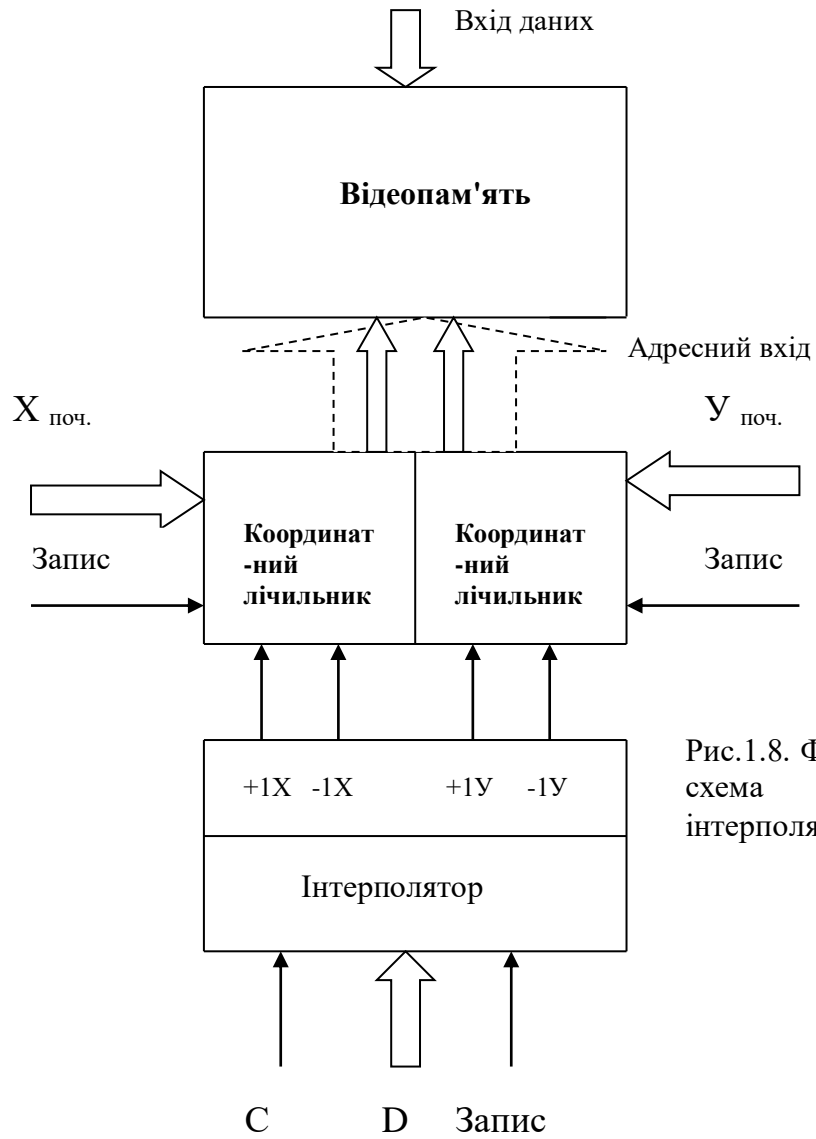 Вхід даних
Відеопам'ять
Адресний вхід
Х поч.
У поч.
Координат
-ний
лічильник
Координат
-ний
лічильник
Запис
Запис
+1Х -1Х +1У -1У
Рис.1.8. Ф
схема
інтерполя
Інтерполятор
С D Запис